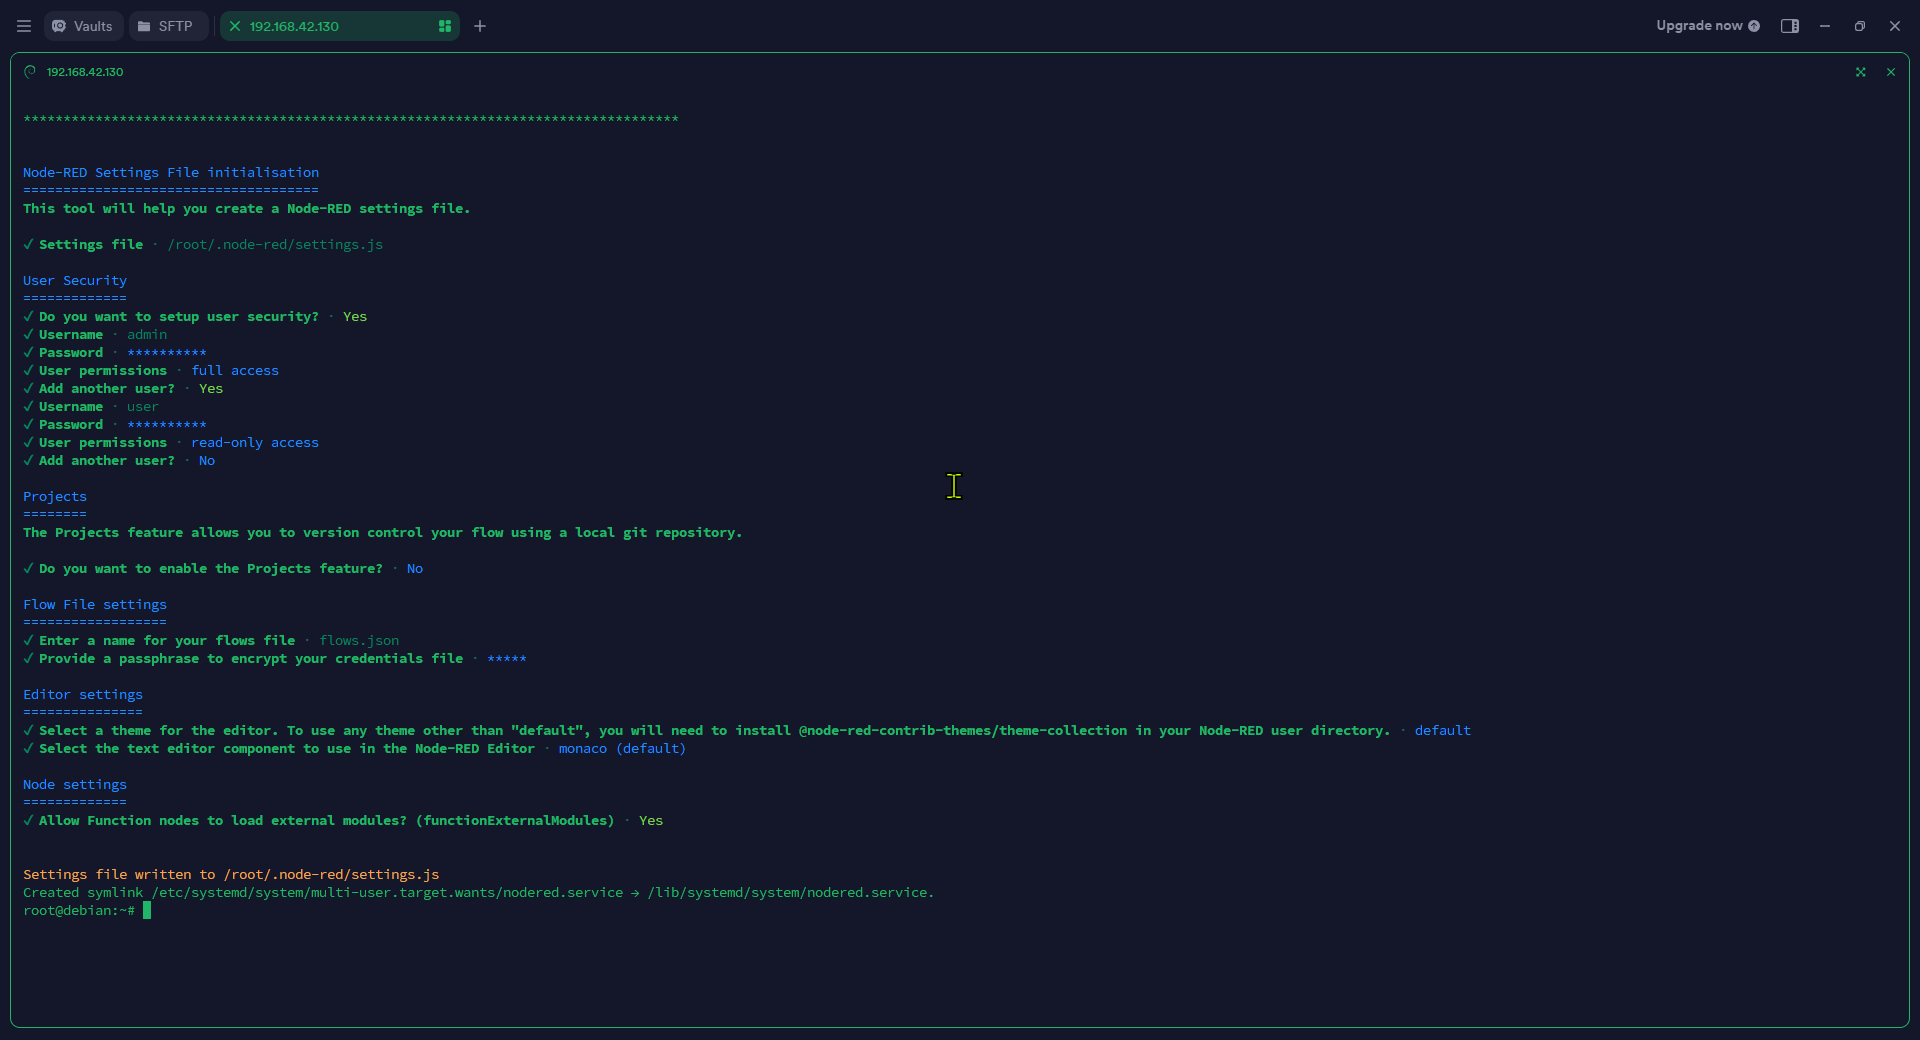 Vaults
SFTP
192.168.42.130
Upgrade now
192.168.42.130
**********************************************************************************
Node-RED Settings File initialisation
=====================================
This tool will help you create a Node-RED settings file.
✓ Settings file · /root/.node-red/settings.js
User Security
=============
✓ Do you want to setup user security? · Yes
✓ Username · admin
✓ Password · **********
✓ User permissions · full access
✓ Add another user? · Yes
✓ Username · user
✓ Password · **********
✓ User permissions · read-only access
✓ Add another user? · No
Projects
========
The Projects feature allows you to version control your flow using a local git repository.
✓ Do you want to enable the Projects feature? · No
Flow File settings
==================
✓ Enter a name for your flows file · flows.json
✓ Provide a passphrase to encrypt your credentials file · *****
Editor settings
===============
✓ Select a theme for the editor. To use any theme other than "default", you will need to install @node-red-contrib-themes/theme-collection in your Node-RED user directory. · default
✓ Select the text editor component to use in the Node-RED Editor · monaco (default)
Node settings
=============
✓ Allow Function nodes to load external modules? (functionExternalModules) · Yes
Settings file written to /root/.node-red/settings.js
Created symlink /etc/systemd/system/multi-user.target.wants/nodered.service → /lib/systemd/system/nodered.service.
root@debian:~#